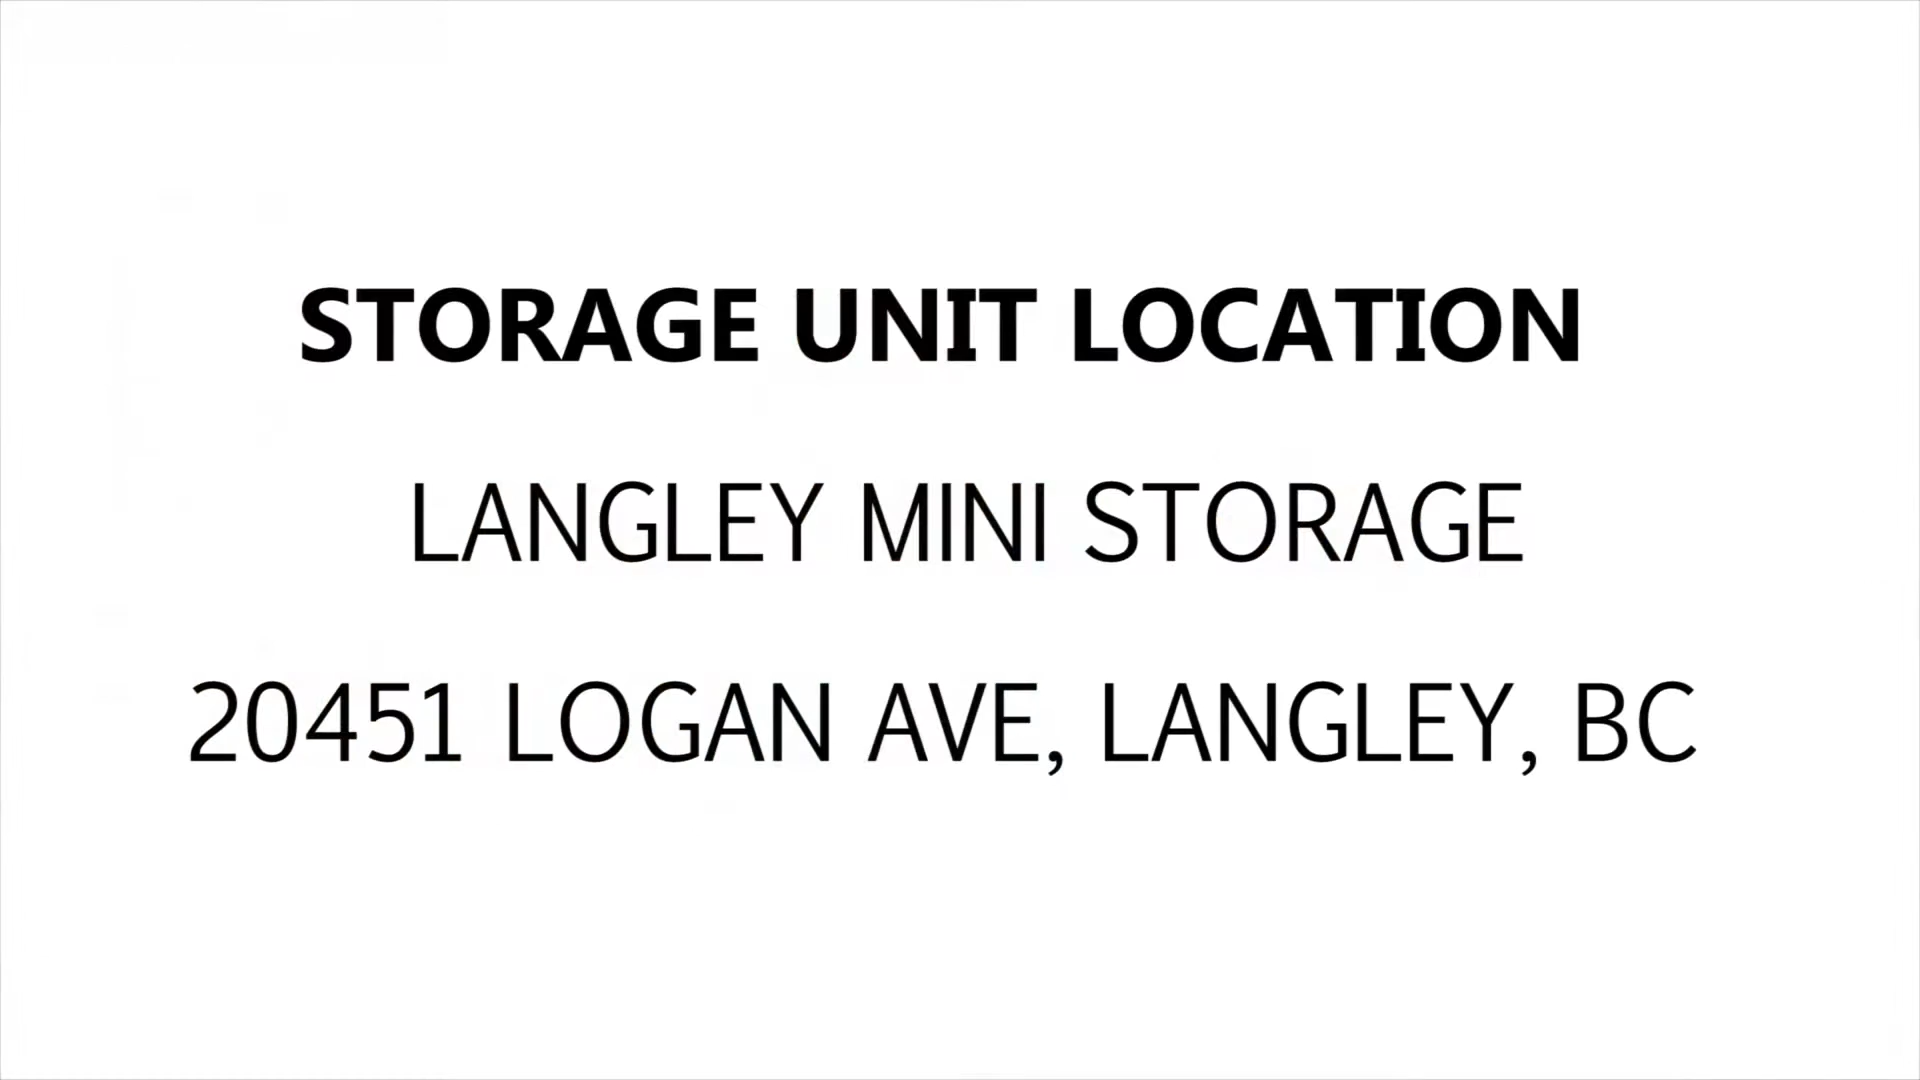 STORAGE UNIT LOCATION
LANGLEY MINI STORAGE
20451 LOGAN AVE, LANGLEY, BC